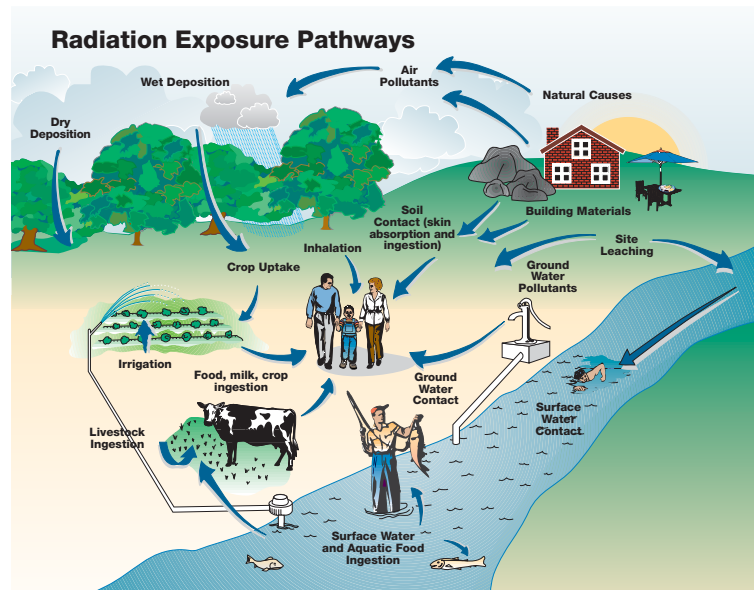 Radiation Exposure Pathways
Wet Deposition
Air
Pollutants
Natural Causes
Dry
Deposition
Building Materials
Soil
Contact (skin
absorption and
ingestion)
Inhalation
Site
Leaching
Crop Uptake
Ground
Water
Pollutants
Irrigation
Food, milk, crop
ingestion
Ground
Water
Contact
Livestock
Ingestion
Surface
Water
Contact
Surface Water
and Aquatic Food
Ingestion